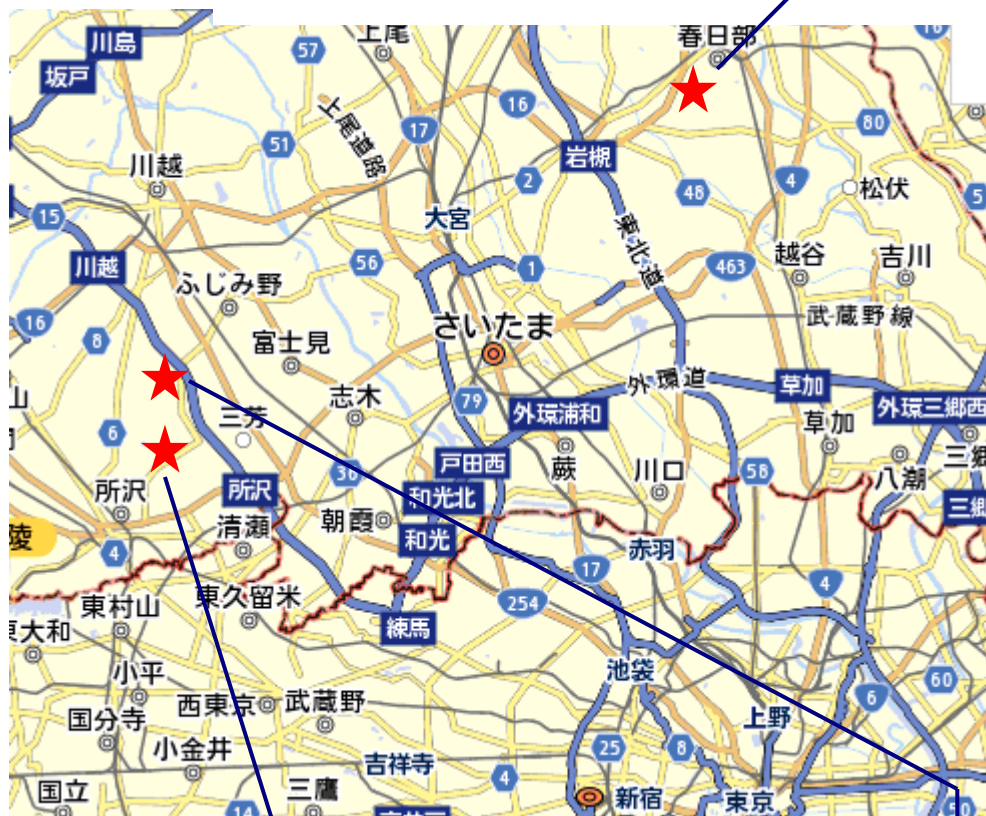 川島
上尾
春日部
16
57
坂戸
16
17
80
上尾道路
51
岩槻
川越
2
48
4
松伏
5
15
大宮
東北道
56
1
463
越谷
吉川
川越
ふじみ野
16
さいたま
武蔵野線
8
富士見
外環道
草加
山
志木
79
外環浦和
外環三郷西
三芳
草加
6
戸田西
蕨
川口
58
八潮
三郷
36
所沢
所沢
和光北
三郷
清瀬
朝霞
和光
赤羽
陵
4
17
4
254
東村山
東久留米
東大和
練馬
小平
池袋
60
西東京
武蔵野
6
国分寺
上野
小金井
吉祥寺
25
8
4
国立
三鷹
14
新宿
東京
50